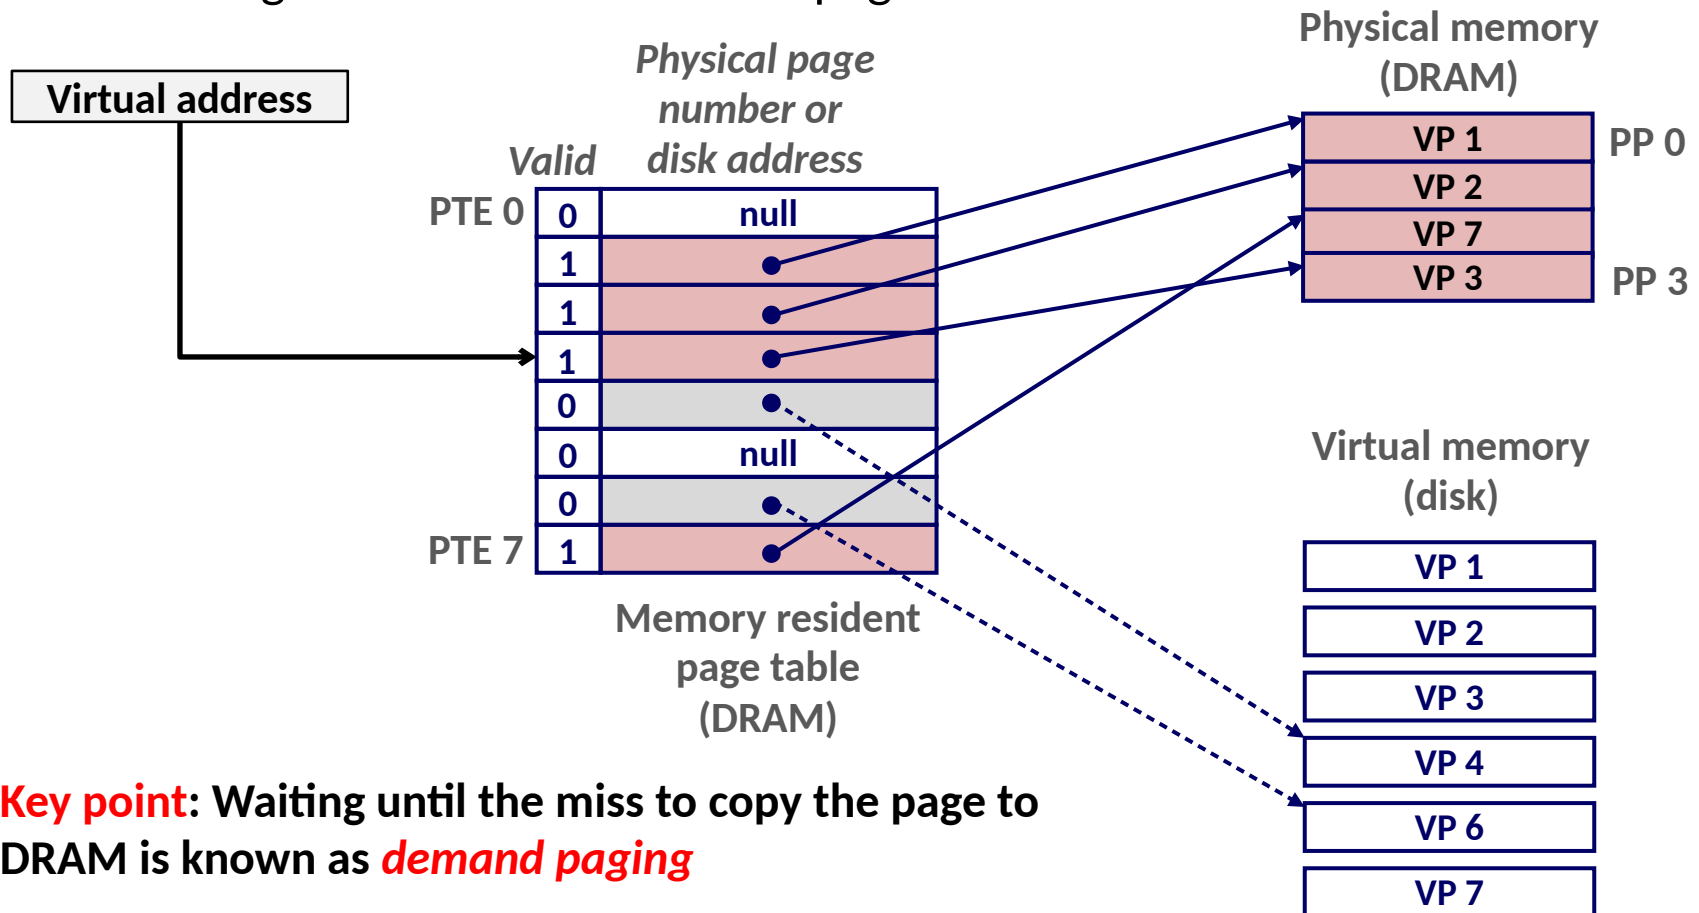 Physical memory
(DRAM)
Virtual address
Physical page
number or
disk address
Valid
VP 1
PP 0
VP 2
VP 7
VP 3
PP 3
PTE 0
0
null
1
1
1
0
0
null
0
PTE 7
1
Memory resident
page table
(DRAM)
Virtual memory
(disk)
VP 1
VP 2
VP 3
VP 4
VP 6
VP 7
Key point: Waiting until the miss to copy the page to
DRAM is known as demand paging